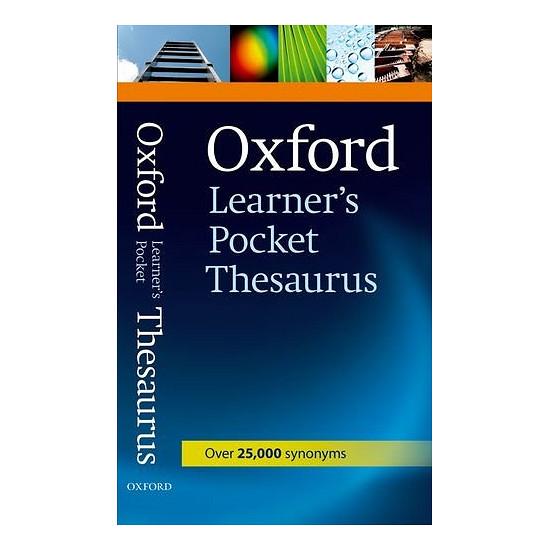 Oxford
Learner's
Pocket
Thesaurus
Over 25,000 synonyms
Oxford
Learner's
Pocket
Thesaurus
OXFORD